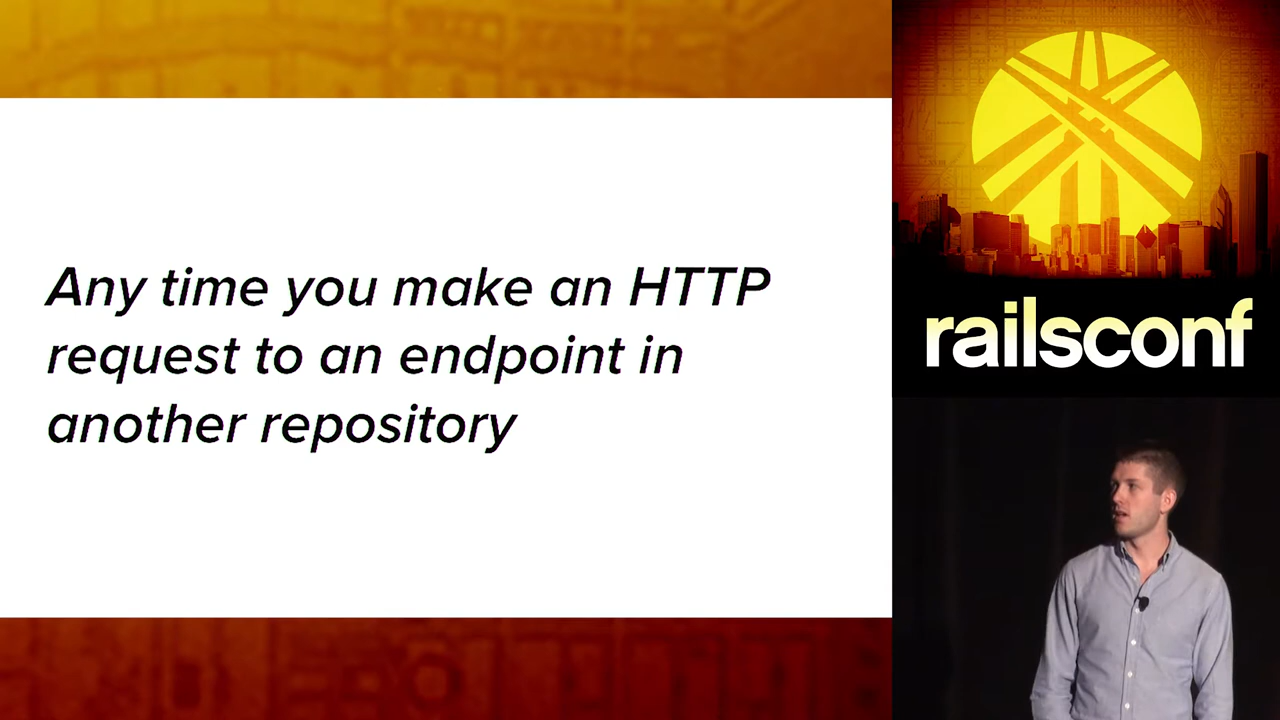 Any time you make an HTTP
request to an endpoint in
another repository
railsconf